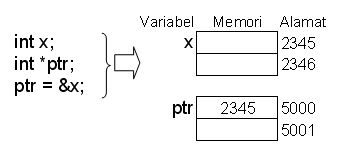 Variabel Memori Alamat
int x;
int *ptr;
ptr = &x;
x 2345
2346
ptr 2345 5000
5001